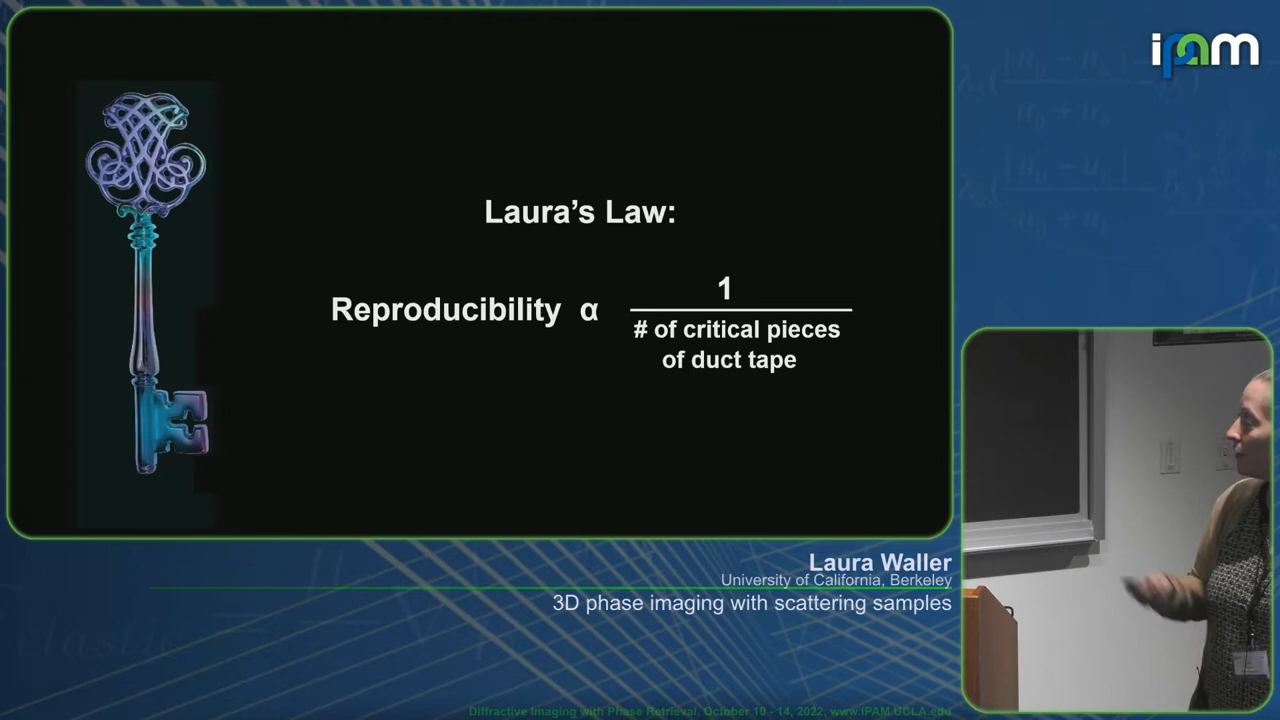 ipam
Laura’s Law:
Reproducibility α
1
# of critical pieces
of duct tape
Laura Waller
University of California, Berkeley
3D phase imaging with scattering samples
Diffractive Imaging with Phase Retrieval, October 10 - 14, 2022, www.IPAM.UCLA.edu